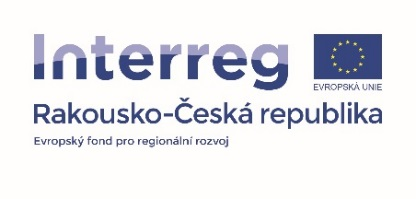 Interreg
EVROPSKÁ UNIE
Rakousko-Česká republika
Evropský fond pro regionální rozvoj